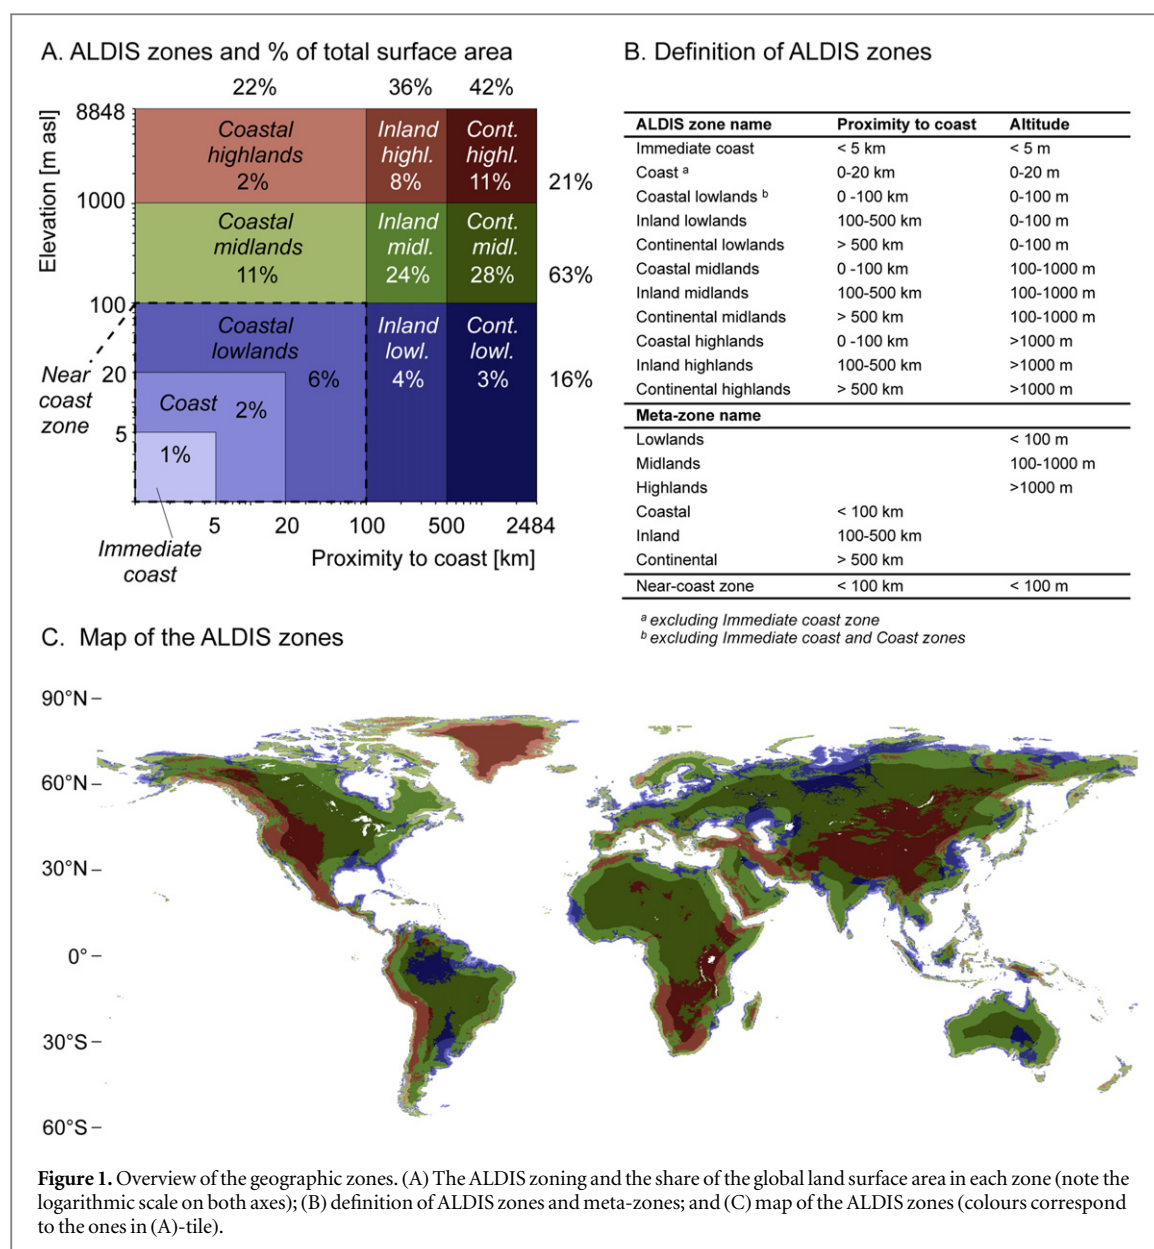 A. ALDIS zones and % of total surface area
22% 36% 42%
Elevation [m asl]
8848
1000
100
20
5
Coastal
highlands
2%
Inland
highl.
8%
Cont.
highl.
11%
21%
Coastal
midlands
11%
Inland
midl.
24%
Cont.
midl.
28%
63%
Coastal
lowlands
6%
Inland
lowl.
4%
Cont.
lowl.
3%
16%
Near
coast
zone
Coast
2%
1%
5 20 100 500 2484
Immediate
coast
Proximity to coast [km]
B. Definition of ALDIS zones
ALDIS zone name Proximity to coast Altitude
Immediate coast < 5 km < 5 m
Coast a 0-20 km 0-20 m
Coastal lowlands b 0 -100 km 0-100 m
Inland lowlands 100-500 km 0-100 m
Continental lowlands > 500 km 0-100 m
Coastal midlands 0 -100 km 100-1000 m
Inland midlands 100-500 km 100-1000 m
Continental midlands > 500 km 100-1000 m
Coastal highlands 0-100 km >1000 m
Inland highlands 100-500 km >1000 m
Continental highlands > 500 km >1000 m
Meta-zone name
Lowlands < 100 m
Midlands 100-1000 m
Highlands >1000 m
Coastal < 100 km
Inland 100-500 km
Continental > 500 km
Near-coast zone < 100 km < 100 m
a excluding Immediate coast zone
b excluding Immediate coast and Coast zones
C. Map of the ALDIS zones
90°N
60°N
30°N
0°
30°S
60°S
Figure 1. Overview of the geographic zones. (A) The ALDIS zoning and the share of the global land surface area in each zone (note the
logarithmic scale on both axes); (B) definition of ALDIS zones and meta-zones; and (C) map of the ALDIS zones (colours correspond
to the ones in (A)-tile).